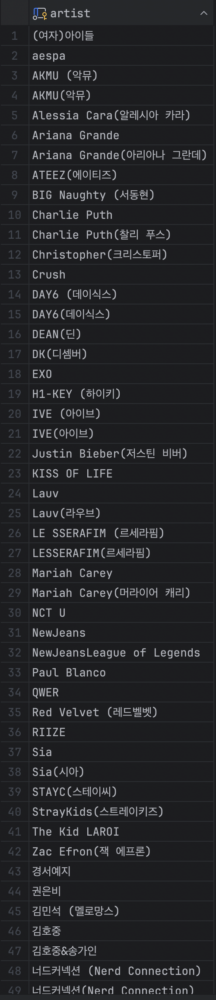 artist
1 (여자)아이들
2 aespa
3 AKMU (악뮤)
4 AKMU(악뮤)
5 Alessia Cara(알레시아 카라)
6 Ariana Grande
7 Ariana Grande(아리아나 그란데)
8 ATEEZ(에이티즈)
9 BIG Naughty (서동현)
10 Charlie Puth
11 Charlie Puth(찰리 푸스)
12 Christopher(크리스토퍼)
13 Crush
14 DAY6 (데이식스)
15 DAY6(데이식스)
16 DEAN(딘)
17 DK(디셈버)
18 EXO
19 H1-KEY (하이키)
20 IVE (아이브)
21 IVE(아이브)
22 Justin Bieber(저스틴 비버)
23 KISS OF LIFE
24 Lauv
25 Lauv(라우브)
26 LE SSERAFIM (르세라핌)
27 LESSERAFIM(르세라핌)
28 Mariah Carey
29 Mariah Carey(머라이어 캐리)
30 NCT U
31 NewJeans
32 NewJeansLeague of Legends
33 Paul Blanco
34 QWER
35 Red Velvet (레드벨벳)
36 RIIZE
37 Sia
38 Sia(시아)
39 STAYC(스테이씨)
40 StrayKids(스트레이키즈)
41 The Kid LAROI
42 Zac Efron(잭 에프론)
43 경서예지
44 권은비
45 김민석 (멜로망스)
46 김호중
47 김호중&송가인
48 너드커넥션 (Nerd Connection)
49 너드커넥션(Nerd Connection)